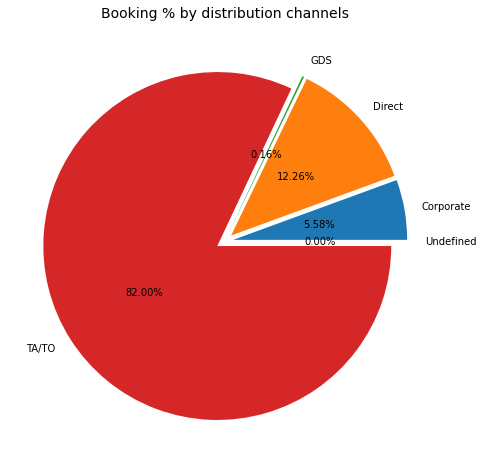 Booking % by distribution channels
GDS
Direct
0.16%
12.26%
Corporate
5.58%
0.00%
Undefined
82.00%
TA/TO